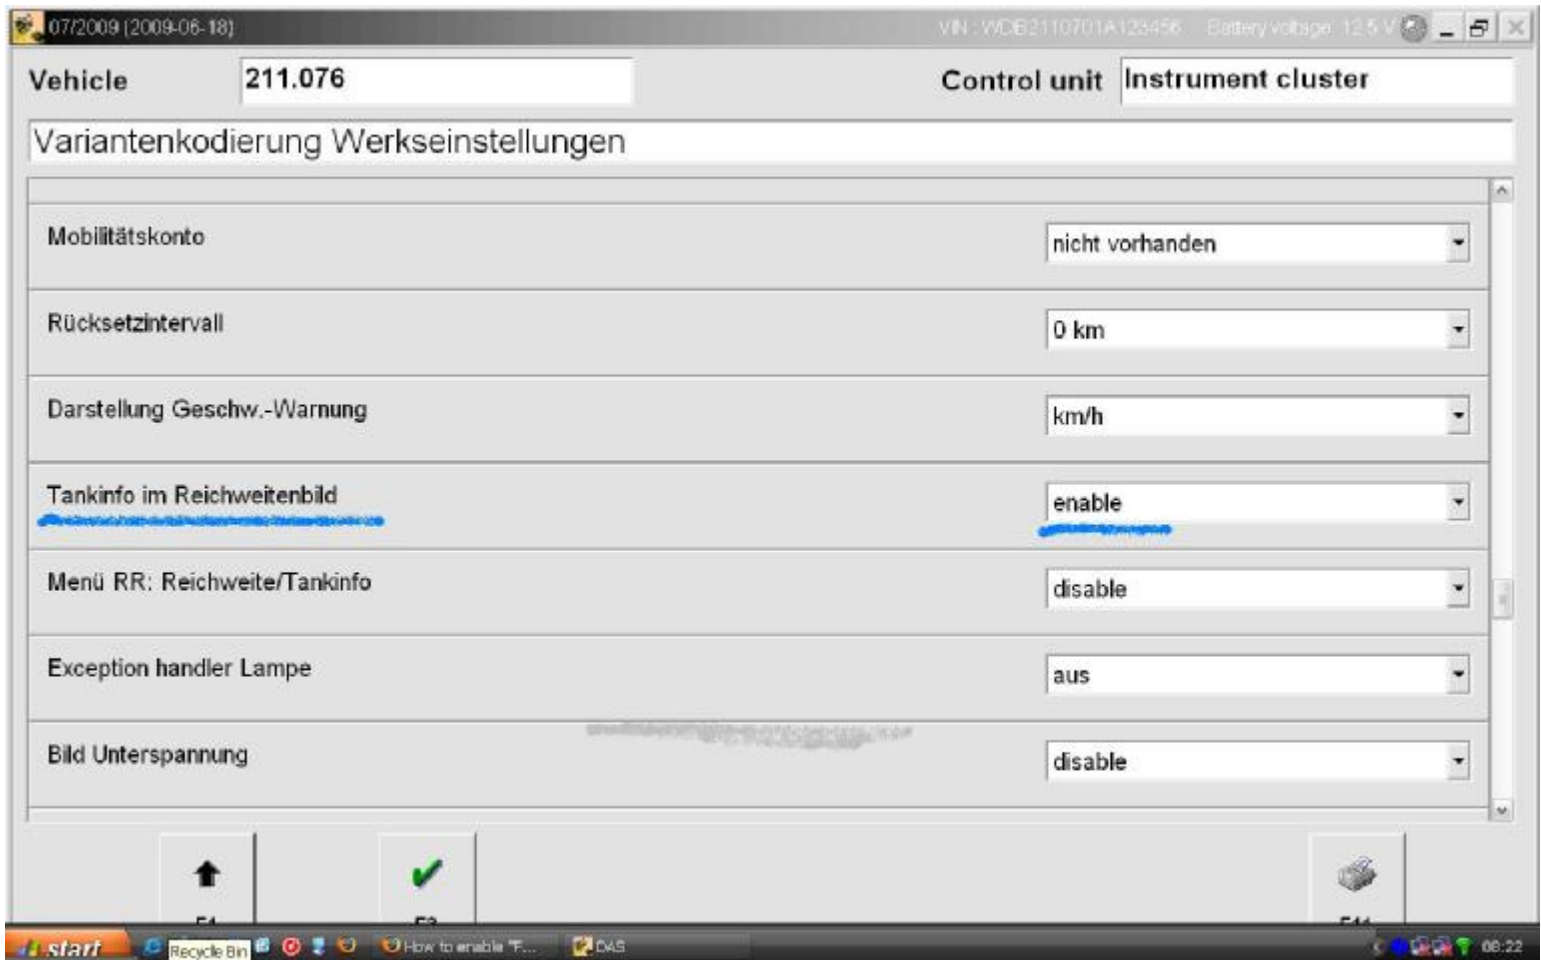 07/2009 (2009-06-18) VIN : WDB2110701A123456 Battery voltage: 12.5 V
Vehicle 211.076 Control unit Instrument cluster
Variantenkodierung Werkseinstellungen
Mobilitätskonto nicht vorhanden
Rücksetzintervall 0 km
Darstellung Geschw.-Warnung km/h
Tankinfo im Reichweitenbild enable
Menü RR: Reichweite/Tankinfo disable
Exception handler Lampe aus
Bild Unterspannung disable
start Recycle Bin How to enable "F... DAS 08:22